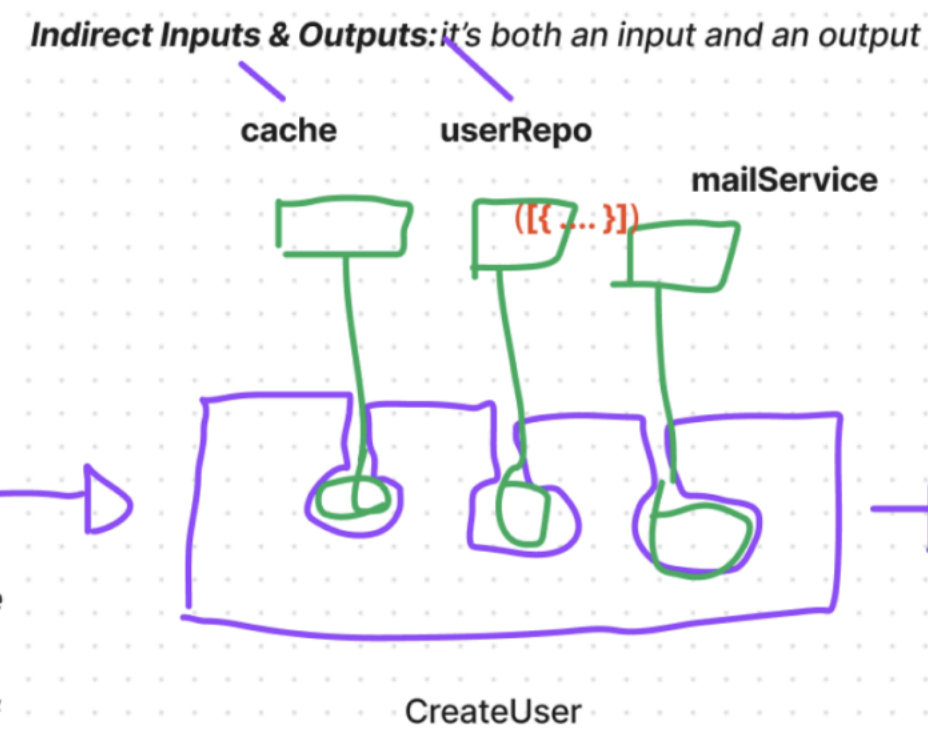 Indirect Inputs & Outputs: it's both an input and an output
cache
userRepo
mailService
([{ .... }])
CreateUser